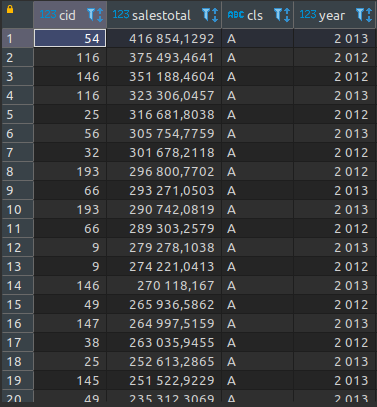 123 cid 123 salestotal ABC cls 123 year
1 54 416 854,1292 A 2 013
2 116 375 493,4641 A 2 012
3 146 351 188,4604 A 2 013
4 116 323 306,0457 A 2 013
5 25 316 681,8038 A 2 012
6 56 305 754,7759 A 2 013
7 32 301 678,2118 A 2 012
8 193 296 800,7702 A 2 013
9 66 293 271,0503 A 2 013
10 193 290 742,0819 A 2 013
11 66 289 303,2579 A 2 012
12 9 279 278,1038 A 2 013
13 9 274 221,0413 A 2 012
14 146 270 118,167 A 2 013
15 49 265 936,5862 A 2 012
16 147 264 997,5159 A 2 013
17 38 263 035,9455 A 2 012
18 25 252 613,2865 A 2 013
19 145 251 522,9229 A 2 013
20 49 235 312,3069 A 2 013